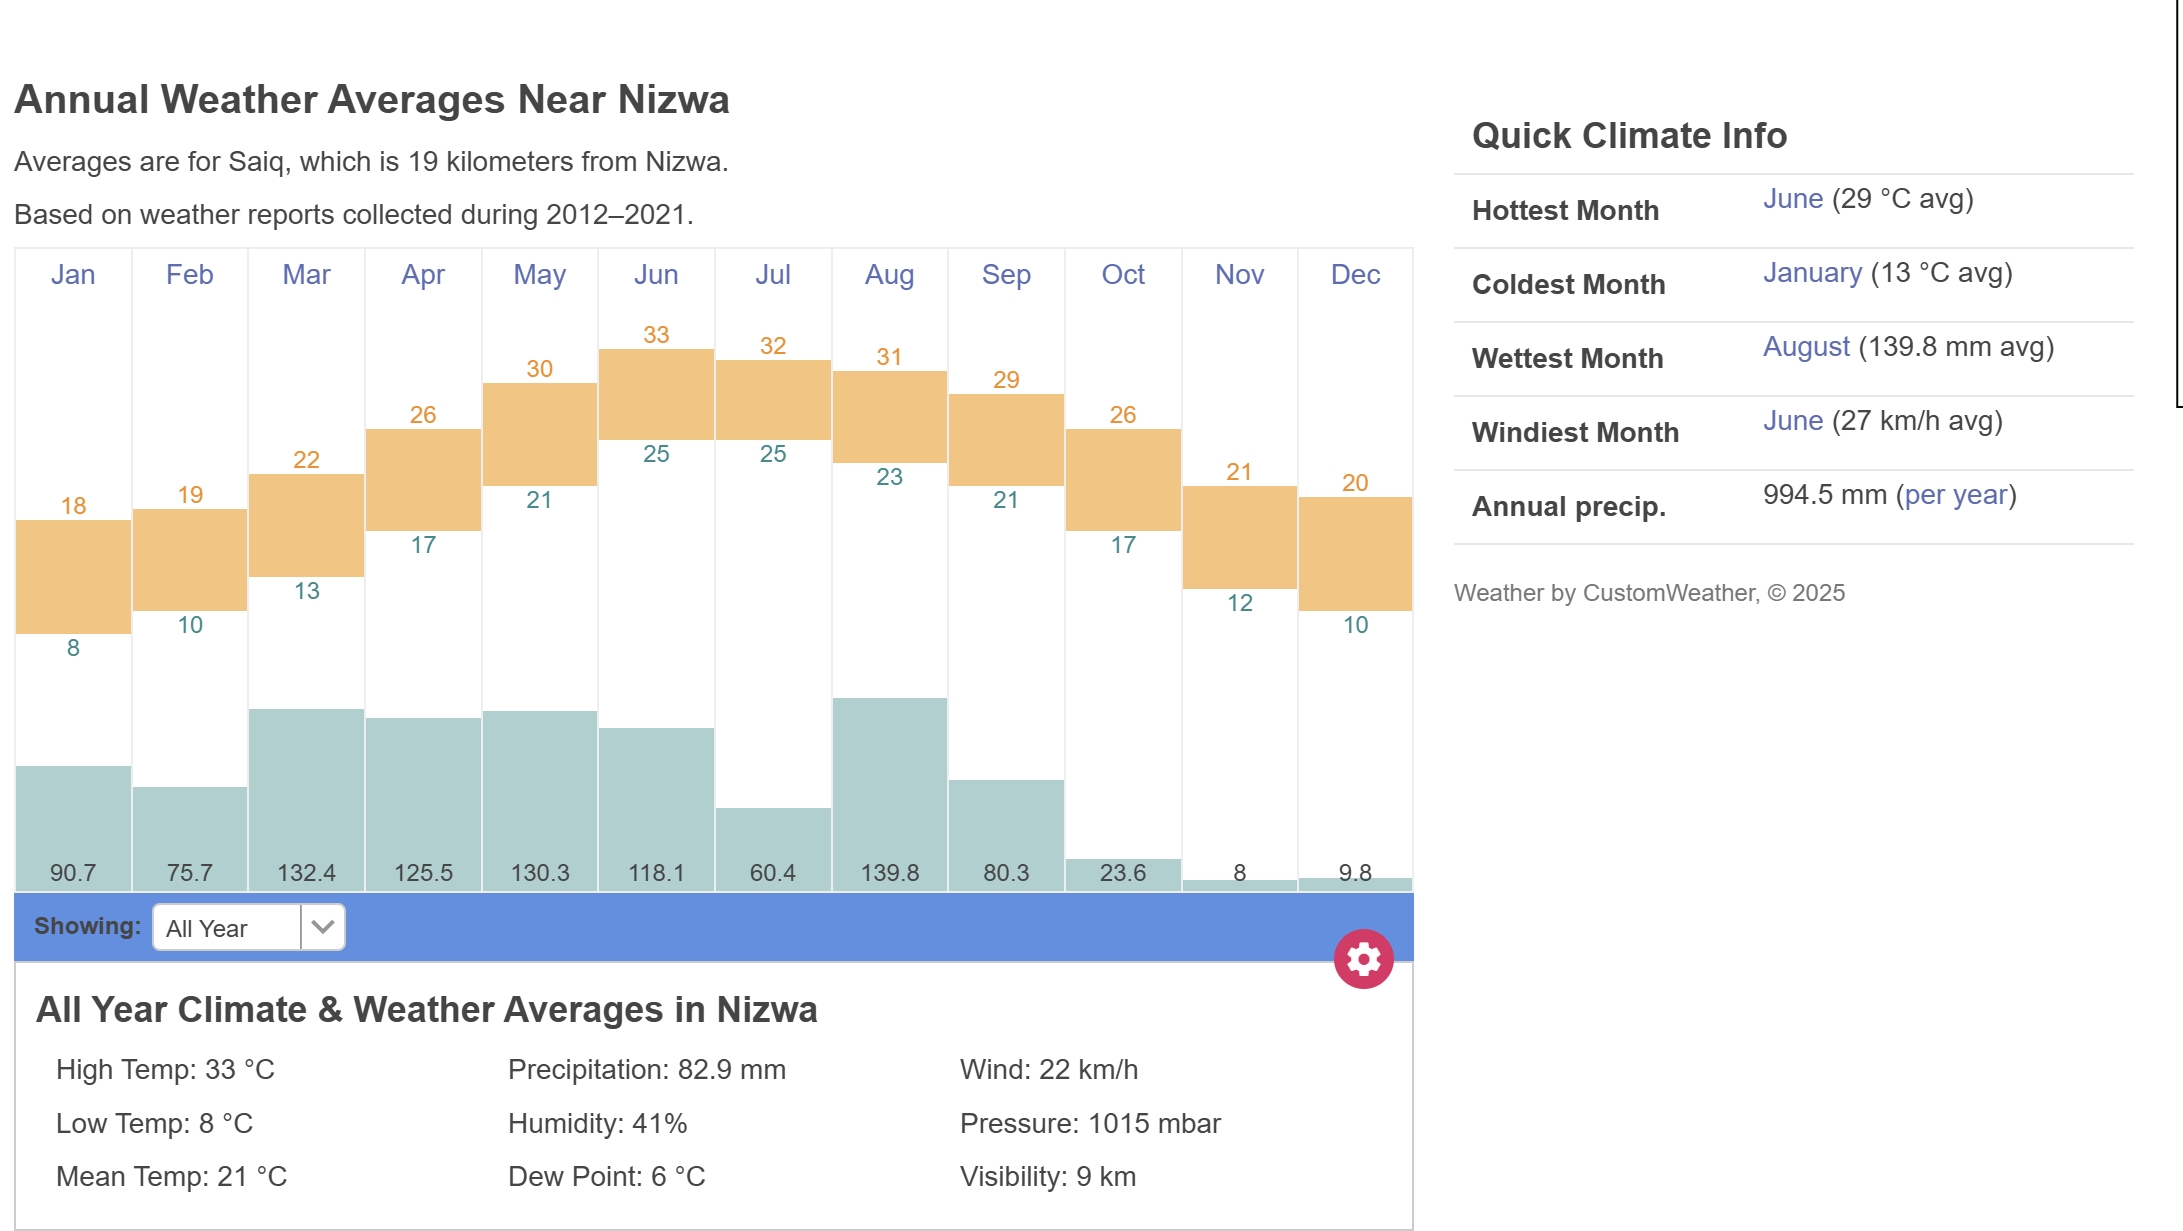 Annual Weather Averages Near Nizwa
Averages are for Saiq, which is 19 kilometers from Nizwa.
Based on weather reports collected during 2012–2021.
Jan Feb Mar Apr May Jun Jul Aug Sep Oct Nov Dec
18 19 22 26 30 33 32 31 29 26 21 20
8 10 13 17 21 25 25 23 21 17 12 10
90.7 75.7 132.4 125.5 130.3 118.1 60.4 139.8 80.3 23.6 8 9.8
Showing: All Year
All Year Climate & Weather Averages in Nizwa
High Temp: 33 °C Precipitation: 82.9 mm Wind: 22 km/h
Low Temp: 8 °C Humidity: 41% Pressure: 1015 mbar
Mean Temp: 21 °C Dew Point: 6 °C Visibility: 9 km
Quick Climate Info
Hottest Month June (29 °C avg)
Coldest Month January (13 °C avg)
Wettest Month August (139.8 mm avg)
Windiest Month June (27 km/h avg)
Annual precip. 994.5 mm (per year)
Weather by CustomWeather, © 2025